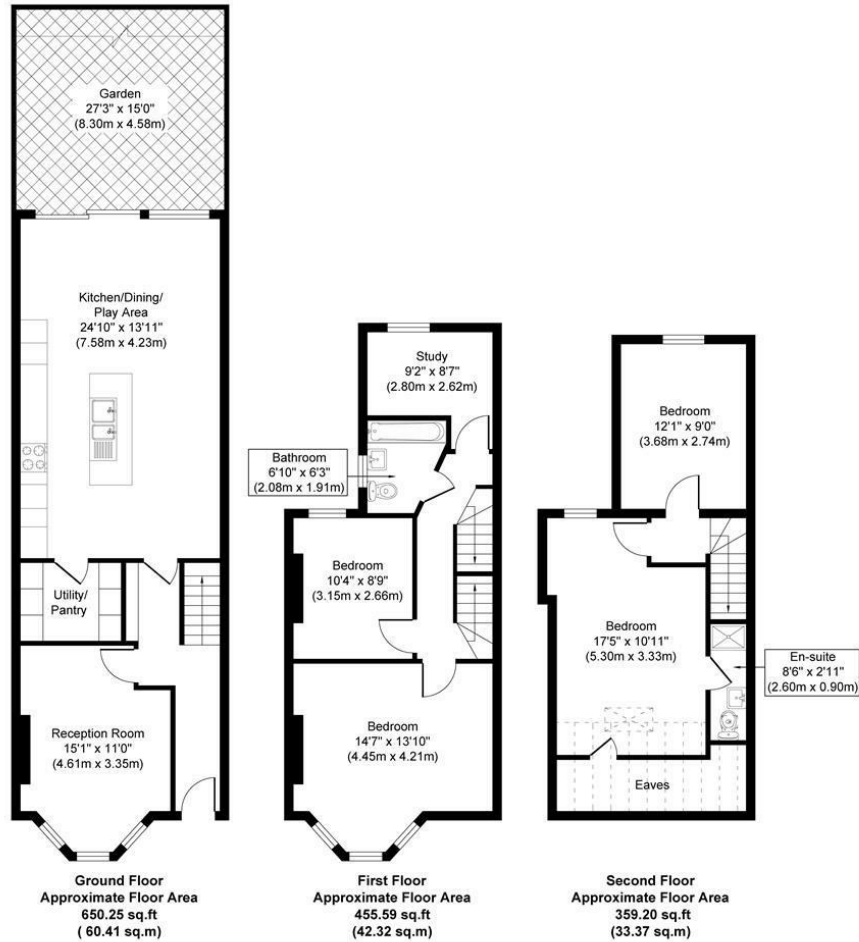 Garden
27'3" x 15'0"
(8.30m x 4.58m)
Kitchen/Dining/
Play Area
24'10" x 13'11"
(7.58m x 4.23m)
Utility/
Pantry
Reception Room
15'1" x 11'0"
(4.61m x 3.35m)
Ground Floor
Approximate Floor Area
650.25 sq.ft
( 60.41 sq.m)
Study
9'2" x 8'7"
(2.80m x 2.62m)
Bathroom
6'10" x 6'3"
(2.08m x 1.91m)
Bedroom
10'4" x 8'9"
(3.15m x 2.66m)
Bedroom
14'7" x 13'10"
(4.45m x 4.21m)
First Floor
Approximate Floor Area
455.59 sq.ft
(42.32 sq.m)
Bedroom
12'1" x 9'0"
(3.68m x 2.74m)
Bedroom
17'5" x 10'11"
(5.30m x 3.33m)
En-suite
8'6" x 2'11"
(2.60m x 0.90m)
Eaves
Second Floor
Approximate Floor Area
359.20 sq.ft
(33.37 sq.m)